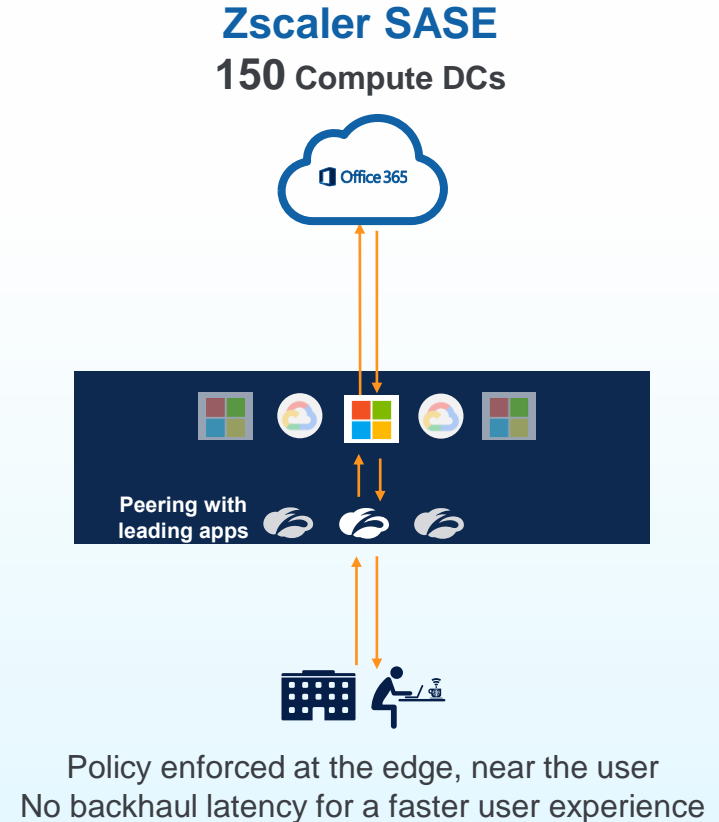 Zscaler SASE
150 Compute DCs
Office 365
Peering with
leading apps
Policy enforced at the edge, near the user
No backhaul latency for a faster user experience